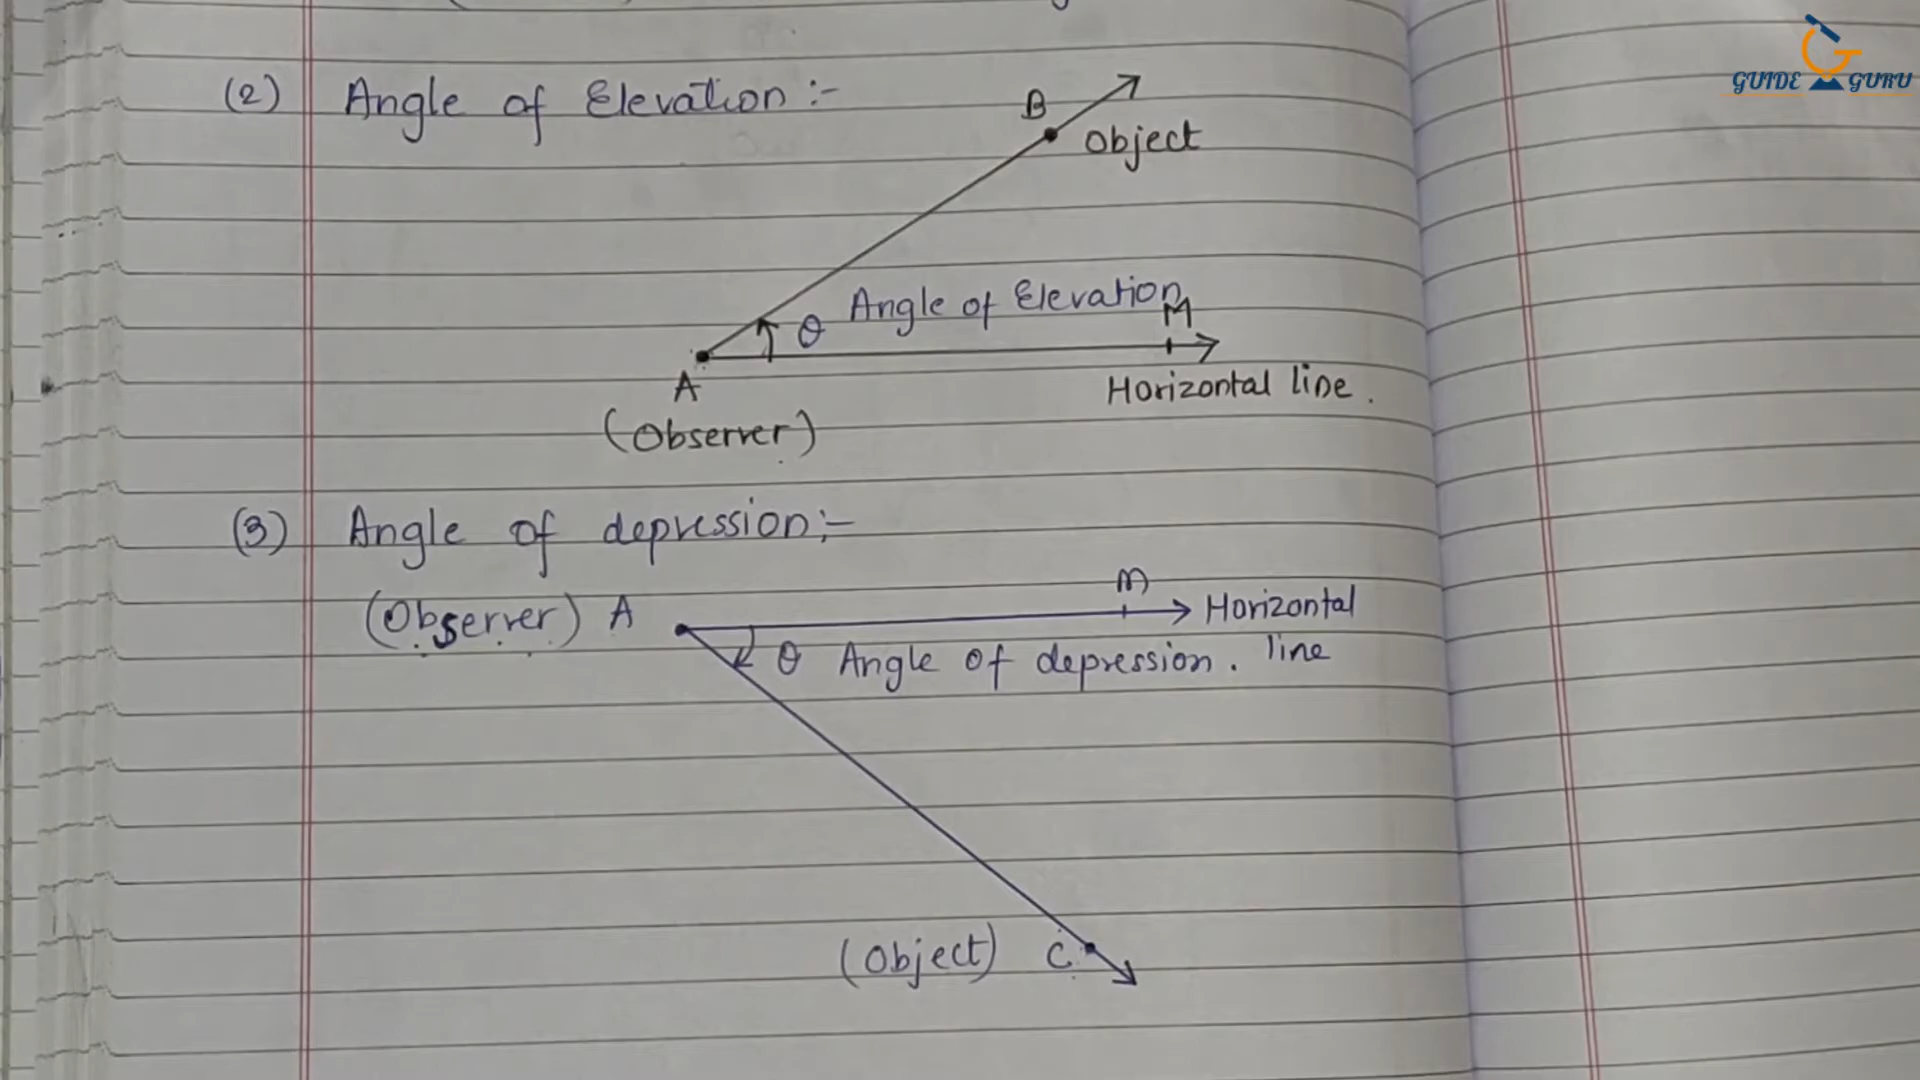 GUIDE GURU
(2) Angle of Elevation :-
B
Object
θ Angle of Elevation
M
A
Horizontal line.
(Observer)
(3) Angle of depression :-
M
(Observer) A
Horizontal
line
θ Angle of depression.
(Object) C